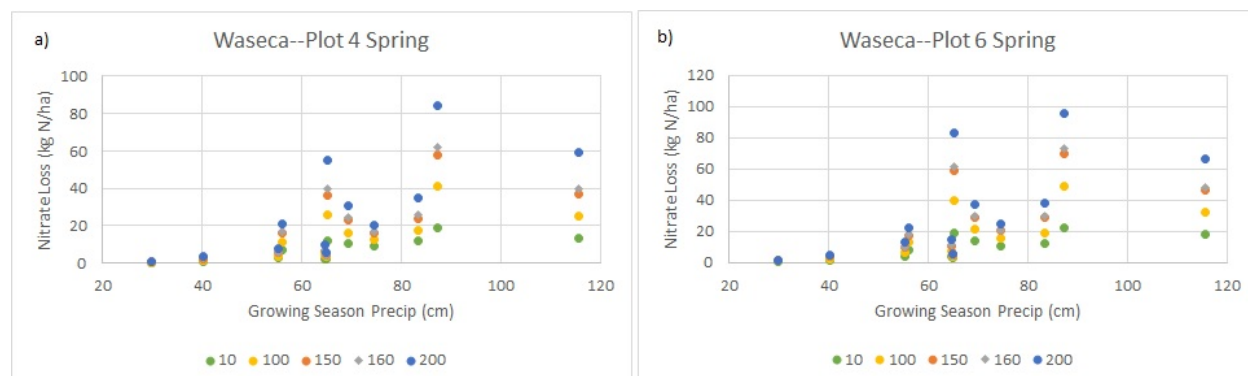 a)
Waseca--Plot 4 Spring
Nitrate Loss (kg N/ha)
100
80
60
40
20
0
20 40 60 80 100 120
Growing Season Precip (cm)
10 100 150 160 200
b)
Waseca--Plot 6 Spring
Nitrate Loss (kg N/ha)
120
100
80
60
40
20
0
20 40 60 80 100 120
Growing Season Precip (cm)
10 100 150 160 200